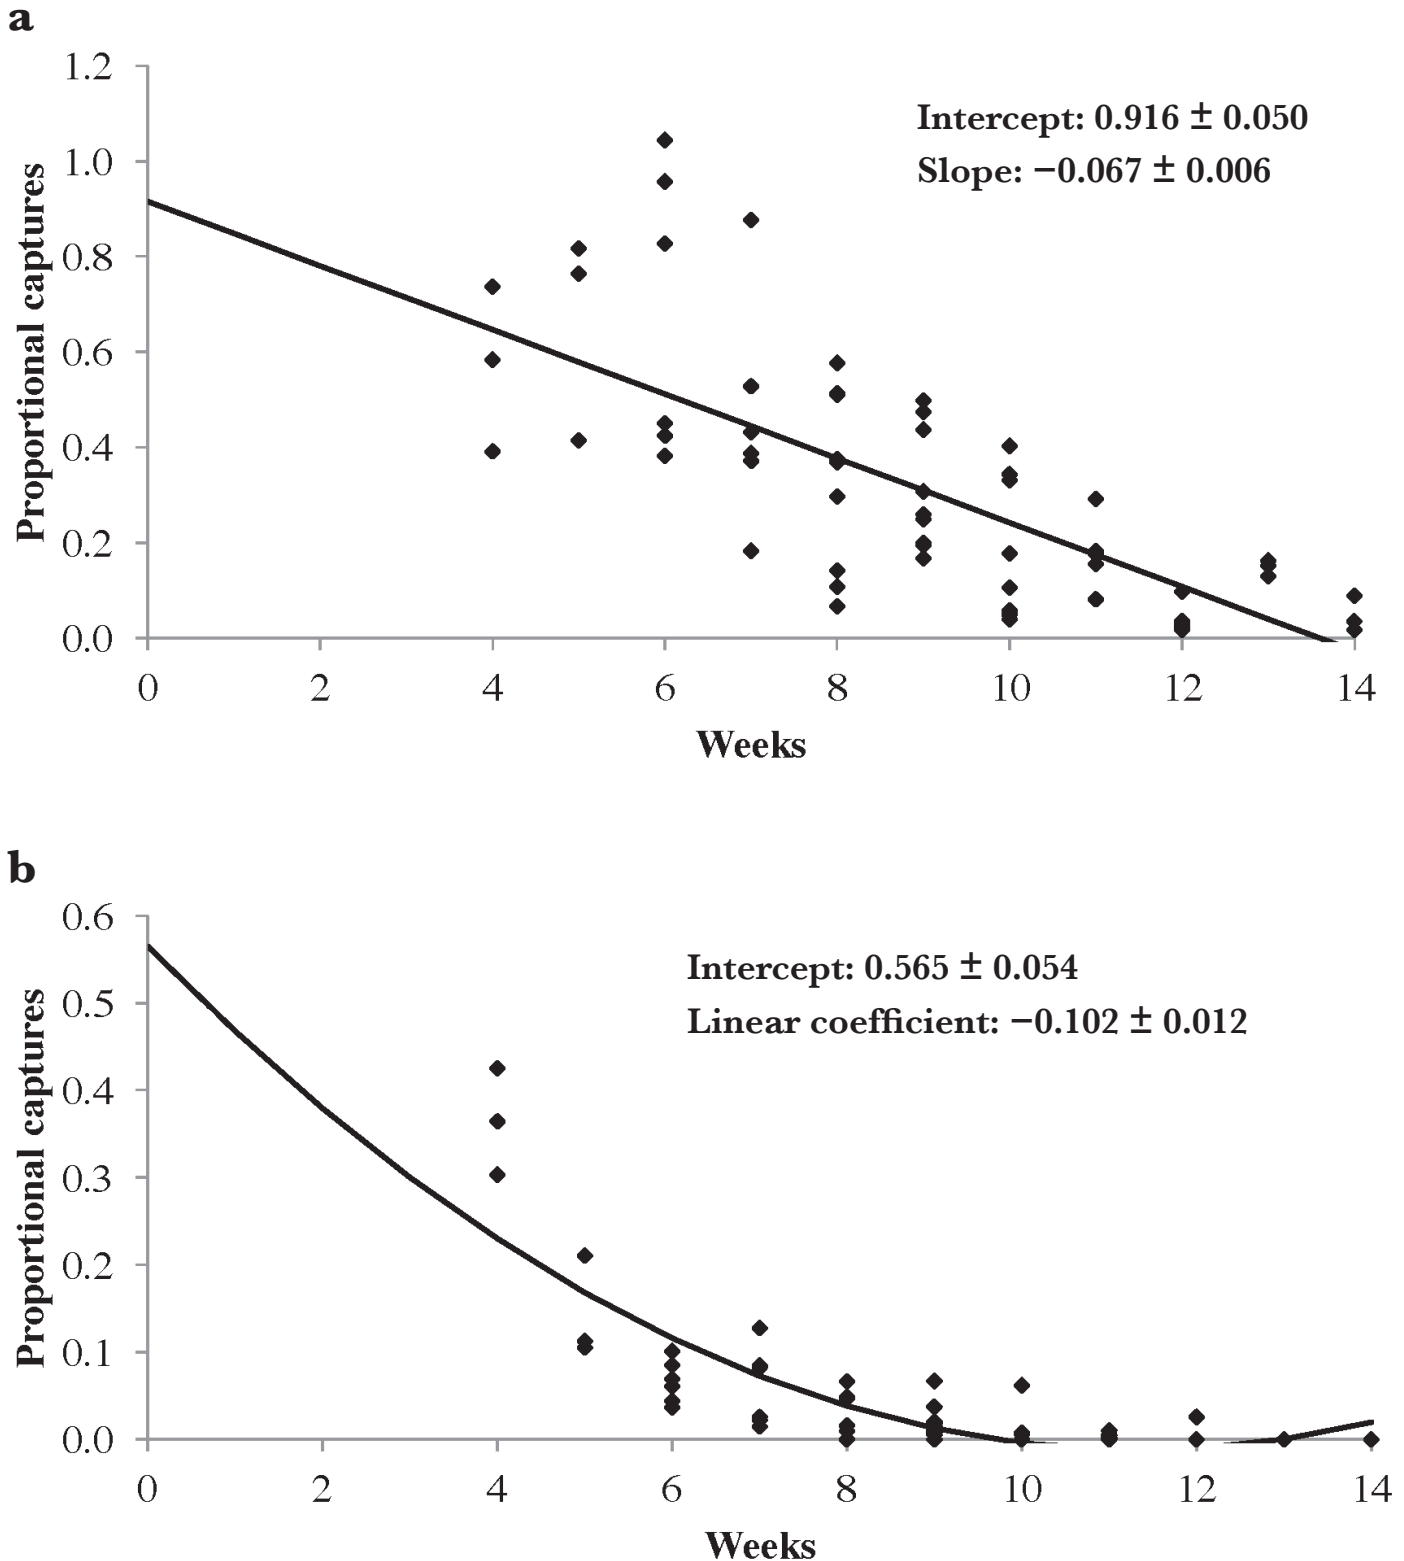 a
1.2
1.0
0.8
0.6
0.4
0.2
0.0
Proportional captures
Intercept: 0.916 ± 0.050
Slope: −0.067 ± 0.006
0 2 4 6 8 10 12 14
Weeks
b
0.6
0.5
0.4
0.3
0.2
0.1
0.0
Proportional captures
Intercept: 0.565 ± 0.054
Linear coefficient: −0.102 ± 0.012
0 2 4 6 8 10 12 14
Weeks